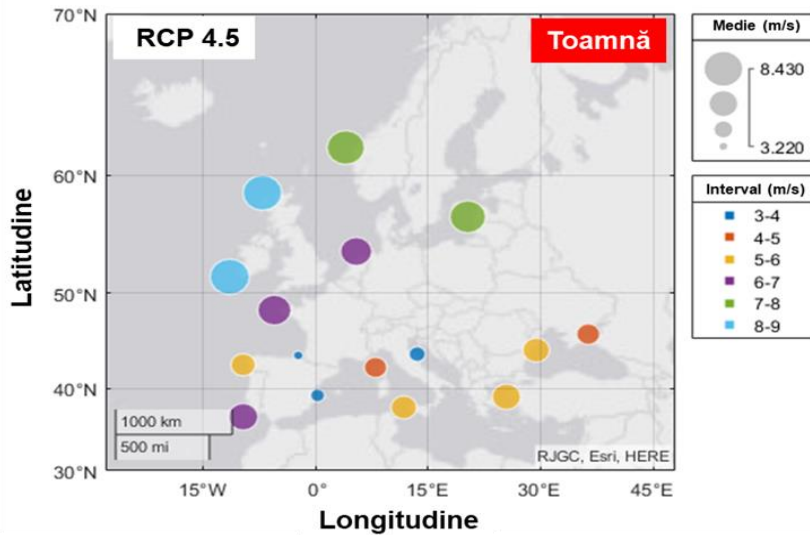 70°N
RCP 4.5
Toamnă
Medie (m/s)
8.430
3.220
60°N
Interval (m/s)
3-4
4-5
5-6
6-7
7-8
8-9
Latitudine
50°N
40°N
1000 km
500 mi
RJGC, Esri, HERE
30°N
15°W
0°
15°E
30°E
45°E
Longitudine